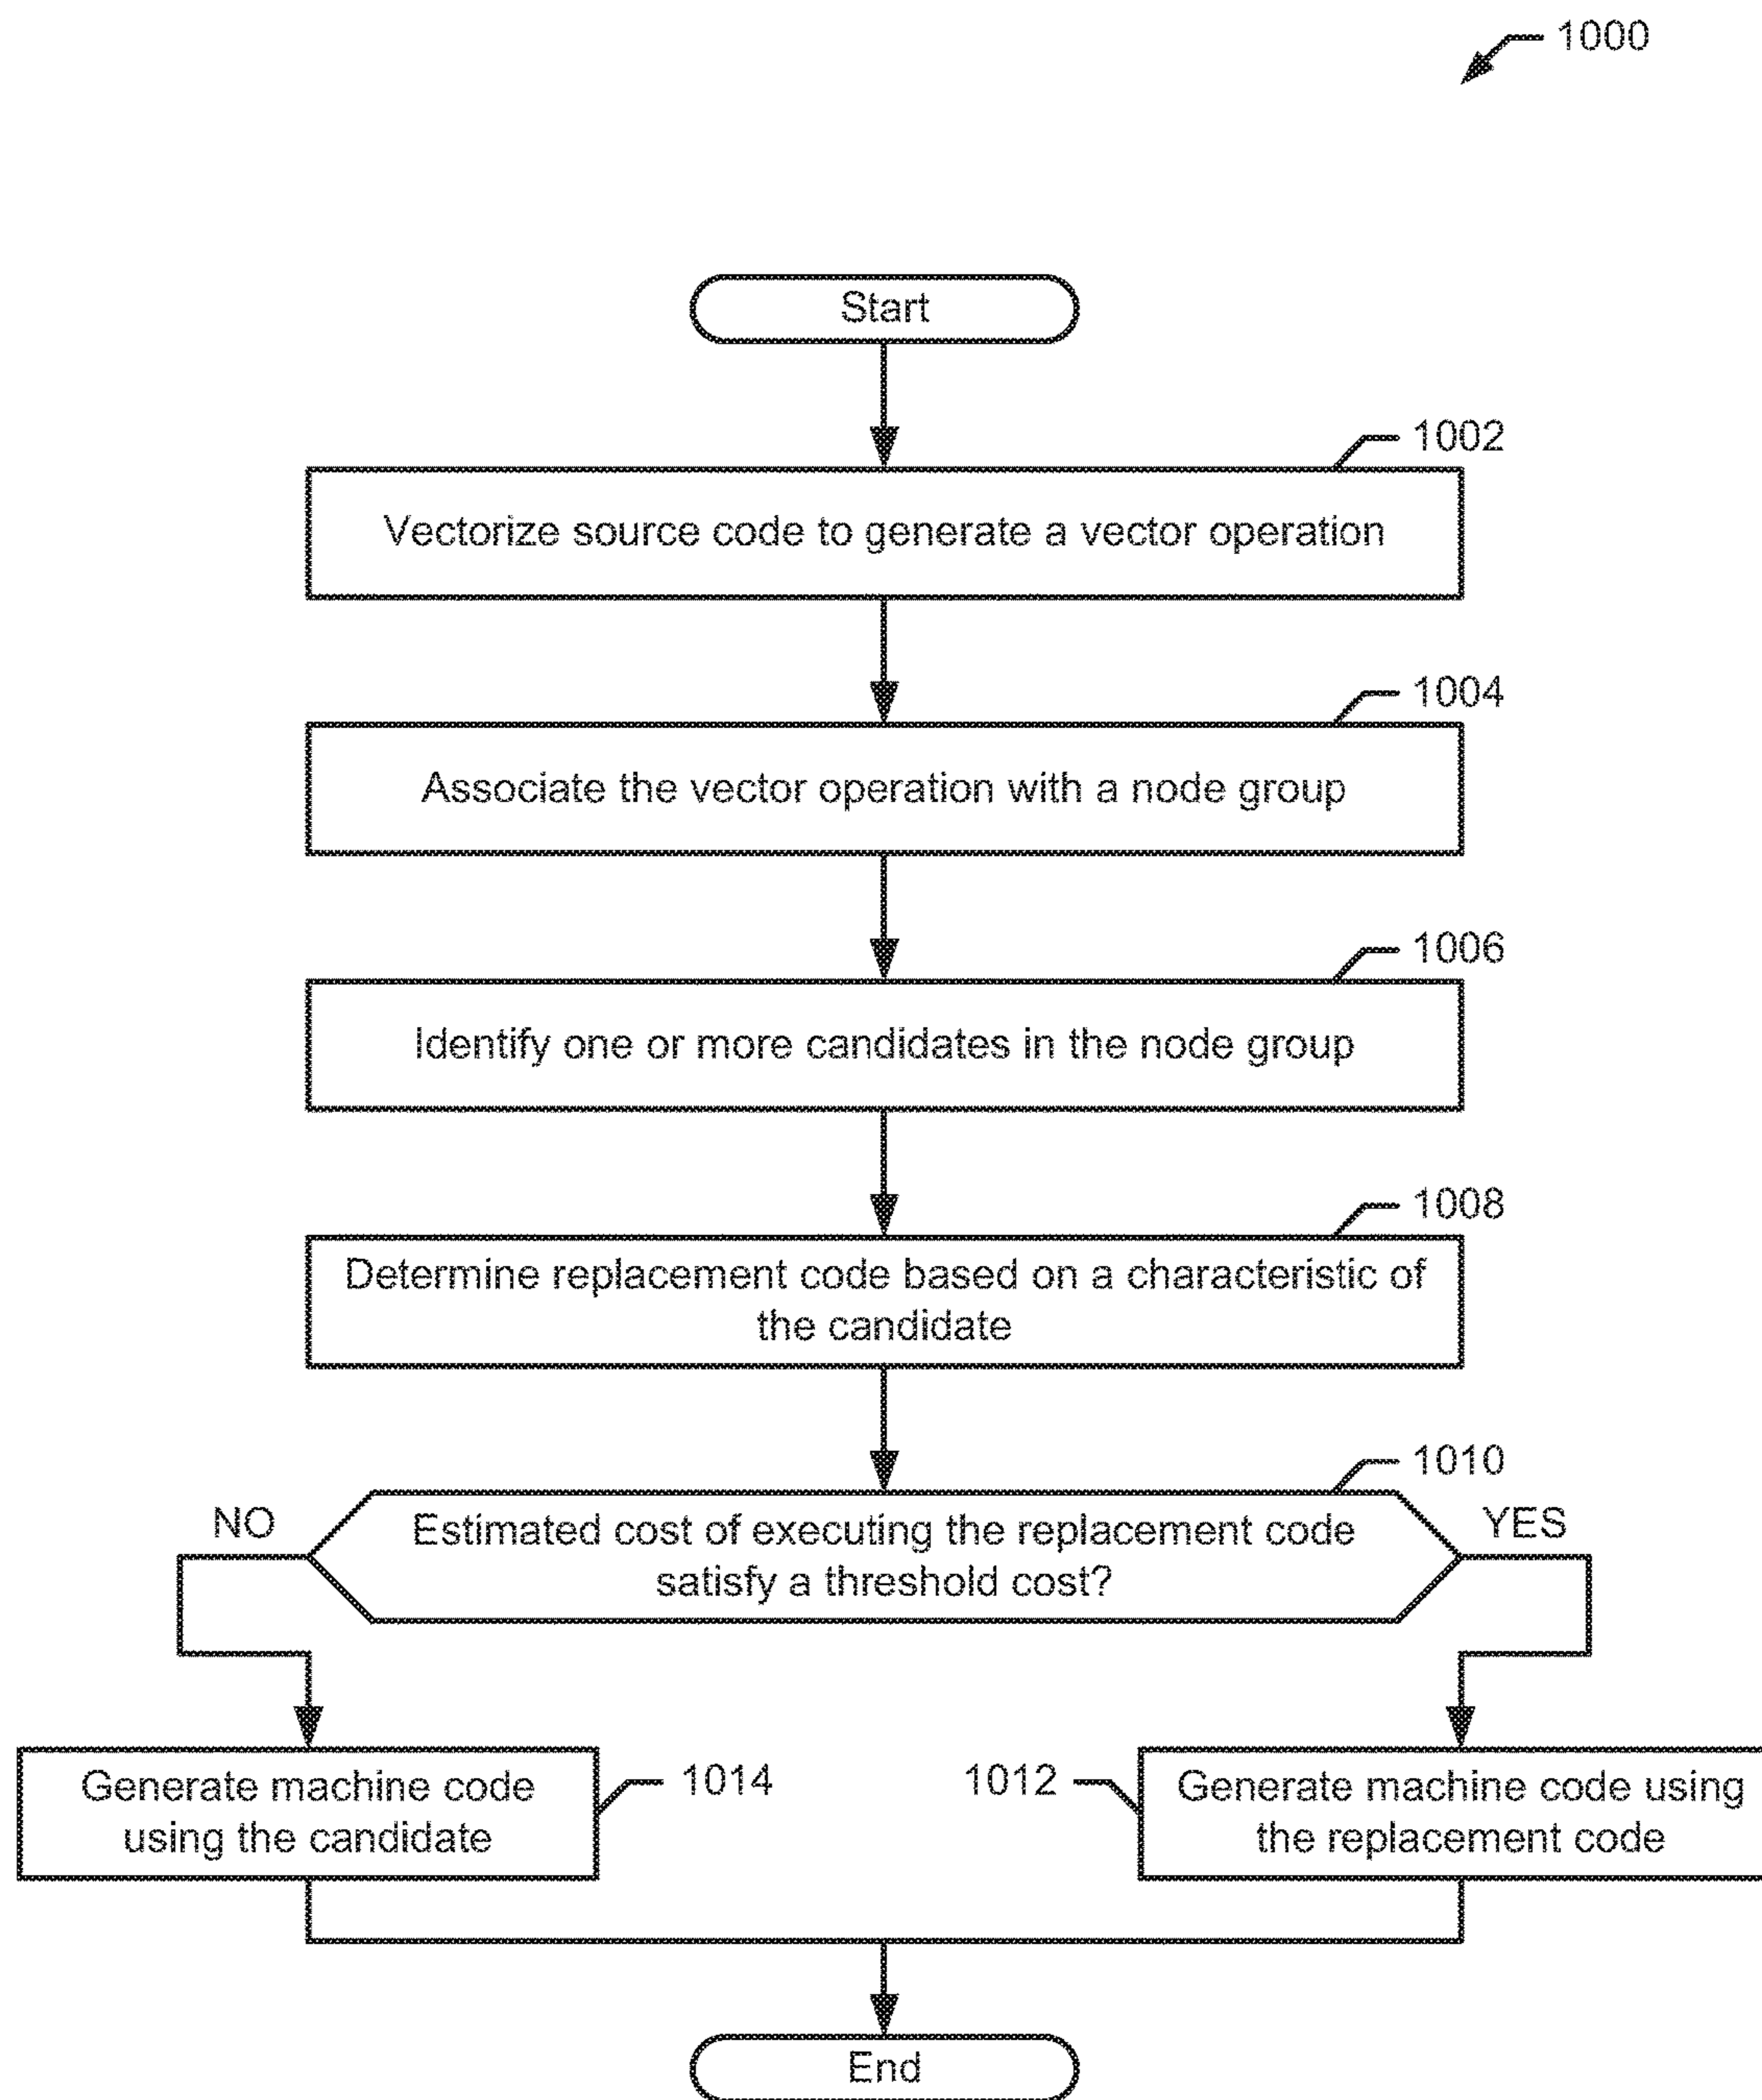 1000
Start
1002
Vectorize source code to generate a vector operation
1004
Associate the vector operation with a node group
1006
Identify one or more candidates in the node group
1008
Determine replacement code based on a characteristic of
the candidate
1010
NO
Estimated cost of executing the replacement code
satisfy a threshold cost?
YES
Generate machine code
using the candidate
1014
1012
Generate machine code using
the replacement code
End